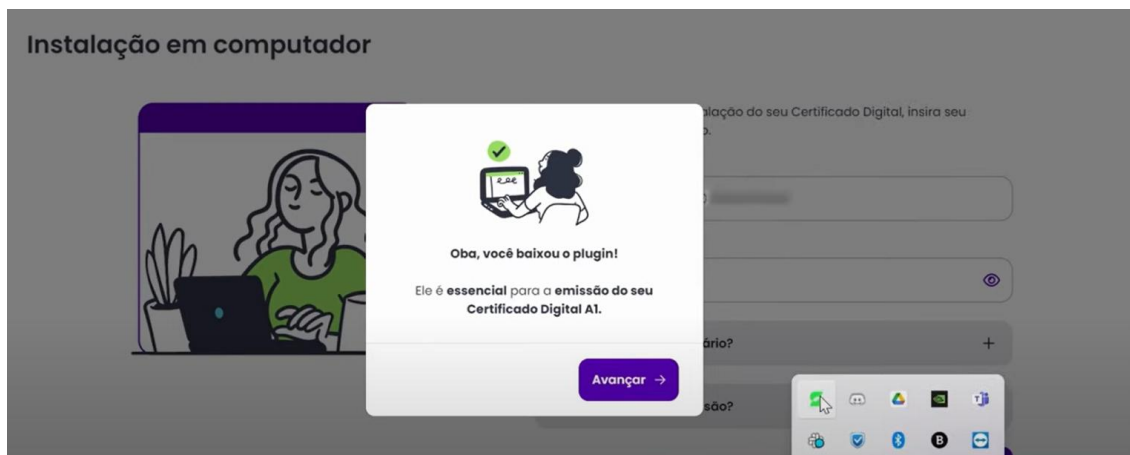 Instalação em computador
alação do seu Certificado Digital, insira seu
o.
Oba, você baixou o plugin!
Ele é essencial para a emissão do seu
Certificado Digital A1.
ário?
Avançar →
são?